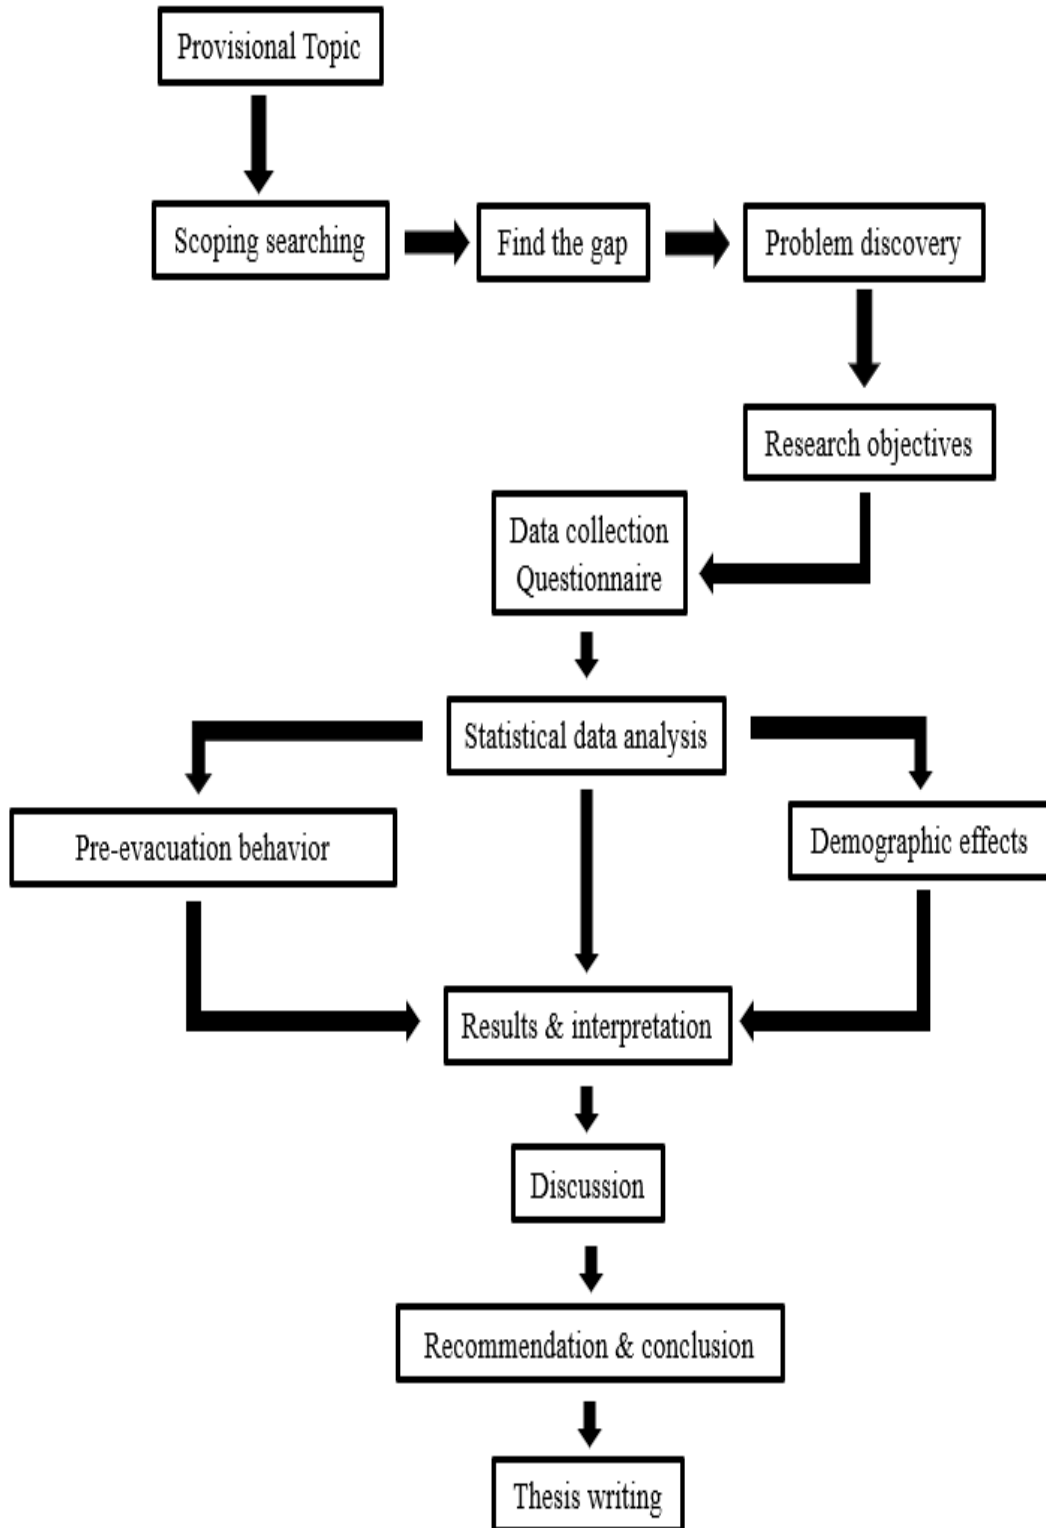 Provisional Topic
Scoping searching
Find the gap
Problem discovery
Research objectives
Data collection
Questionnaire
Statistical data analysis
Pre-evacuation behavior
Demographic effects
Results & interpretation
Discussion
Recommendation & conclusion
Thesis writing